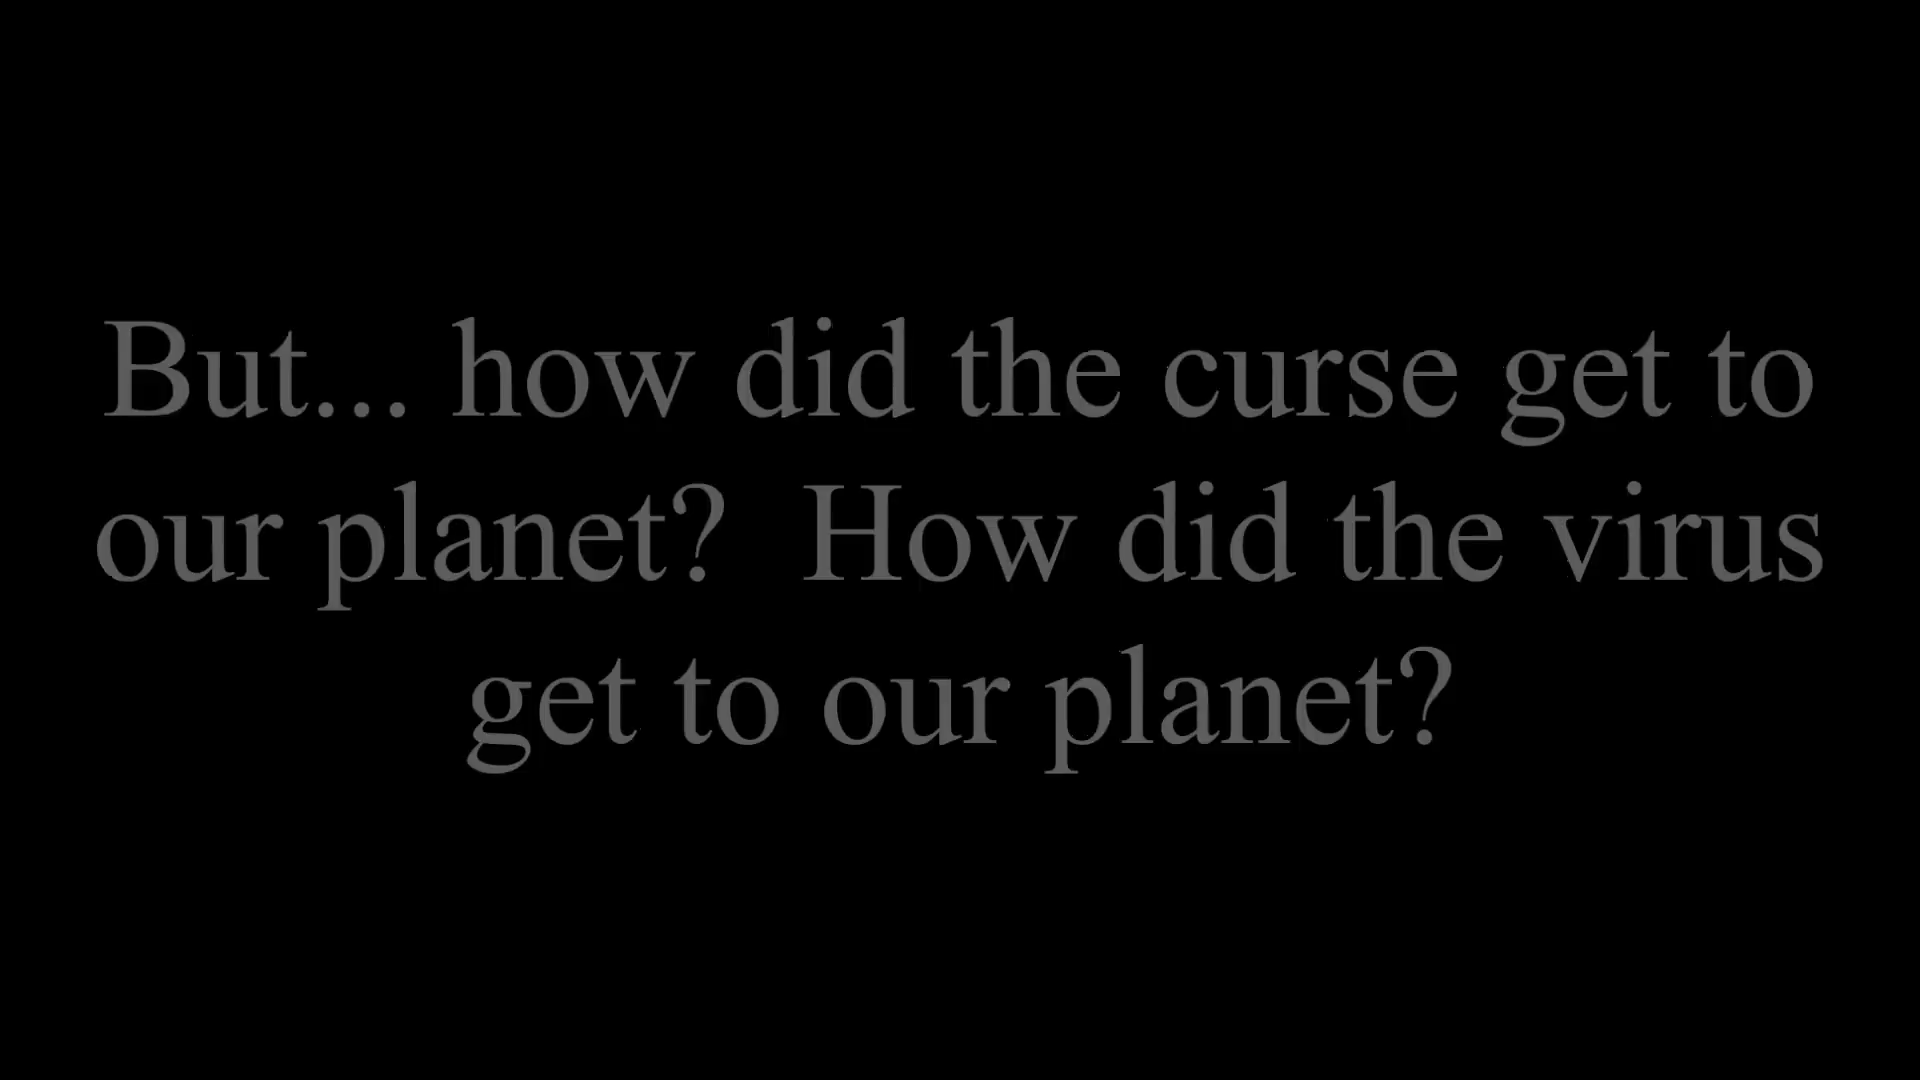 But... how did the curse get to
our planet?  How did the virus
get to our planet?